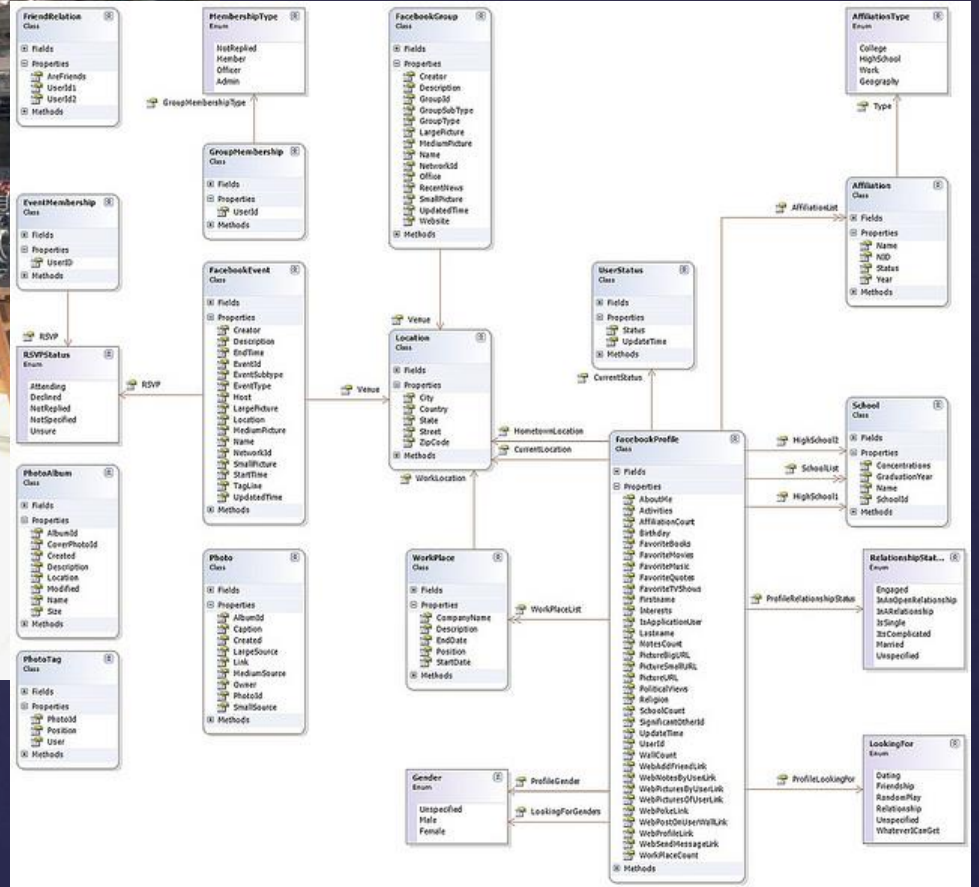 FriendRelation
Class
Fields
Properties
AreFriends
UserId1
UserId2
Methods
MembershipType
Enum
NotReplied
Member
Officer
Admin
GroupMembershipType
GroupMembership
Class
Fields
Properties
UserId
Methods
FacebookGroup
Class
Fields
Properties
Creator
Description
GroupId
GroupSubType
GroupType
LargePicture
MediumPicture
Name
NetworkId
Office
RecentNews
SmallPicture
UpdatedTime
Website
Methods
Venue
AffiliationType
Enum
College
HighSchool
Work
Geography
Type
Affiliation
Class
Fields
Properties
Name
NID
Status
Year
Methods
AffiliationList
EventMembership
Class
Fields
Properties
UserID
Methods
RSVP
RSVPStatus
Enum
Attending
Declined
NotReplied
NotSpecified
Unsure
RSVP
FacebookEvent
Class
Fields
Properties
Creator
Description
EndTime
EventId
EventSubtype
EventType
Host
LargePicture
Location
MediumPicture
Name
NetworkId
SmallPicture
StartTime
TagLine
UpdatedTime
Methods
Venue
Location
Class
Fields
Properties
City
Country
State
Street
ZipCode
Methods
WorkLocation
UserStatus
Class
Fields
Properties
Status
UpdateTime
Methods
CurrentStatus
HometownLocation
CurrentLocation
FacebookProfile
Class
Fields
Properties
AboutMe
Activities
AffiliationCount
Birthday
FavoriteBooks
FavoriteMovies
FavoriteMusic
FavoriteQuotes
FavoriteTVShows
Firstname
Interests
IsApplicationUser
Lastname
NotesCount
PictureBigURL
PictureSmallURL
PictureURL
PoliticalViews
Religion
SchoolCount
SignificantOtherId
UpdateTime
UserId
WallCount
WebAddFriendLink
WebNotesByUserLink
WebPicturesByUserLink
WebPicturesOfUserLink
WebPokeLink
WebPostOnUserWallLink
WebProfileLink
WebSendMessageLink
WorkPlaceCount
Methods
HighSchool2
SchoolList
HighSchool1
School
Class
Fields
Properties
Concentrations
GraduationYear
Name
SchoolId
Methods
PhotoAlbum
Class
Fields
Properties
AlbumId
CoverPhotoId
Created
Description
Location
Modified
Name
Size
Methods
Photo
Class
Fields
Properties
AlbumId
Caption
Created
LargeSource
Link
MediumSource
Owner
PhotoId
SmallSource
Methods
WorkPlace
Class
Fields
Properties
CompanyName
Description
EndDate
Position
StartDate
Methods
WorkPlaceList
ProfileRelationshipStatus
RelationshipStat...
Enum
Engaged
InAnOpenRelationship
InARelationship
IsSingle
ItsComplicated
Married
Unspecified
PhotoTag
Class
Fields
Properties
PhotoId
Position
User
Methods
Gender
Enum
Unspecified
Male
Female
ProfileGender
LookingForGenders
ProfileLookingFor
LookingFor
Enum
Dating
Friendship
RandomPlay
Relationship
Unspecified
WhateverICanGet